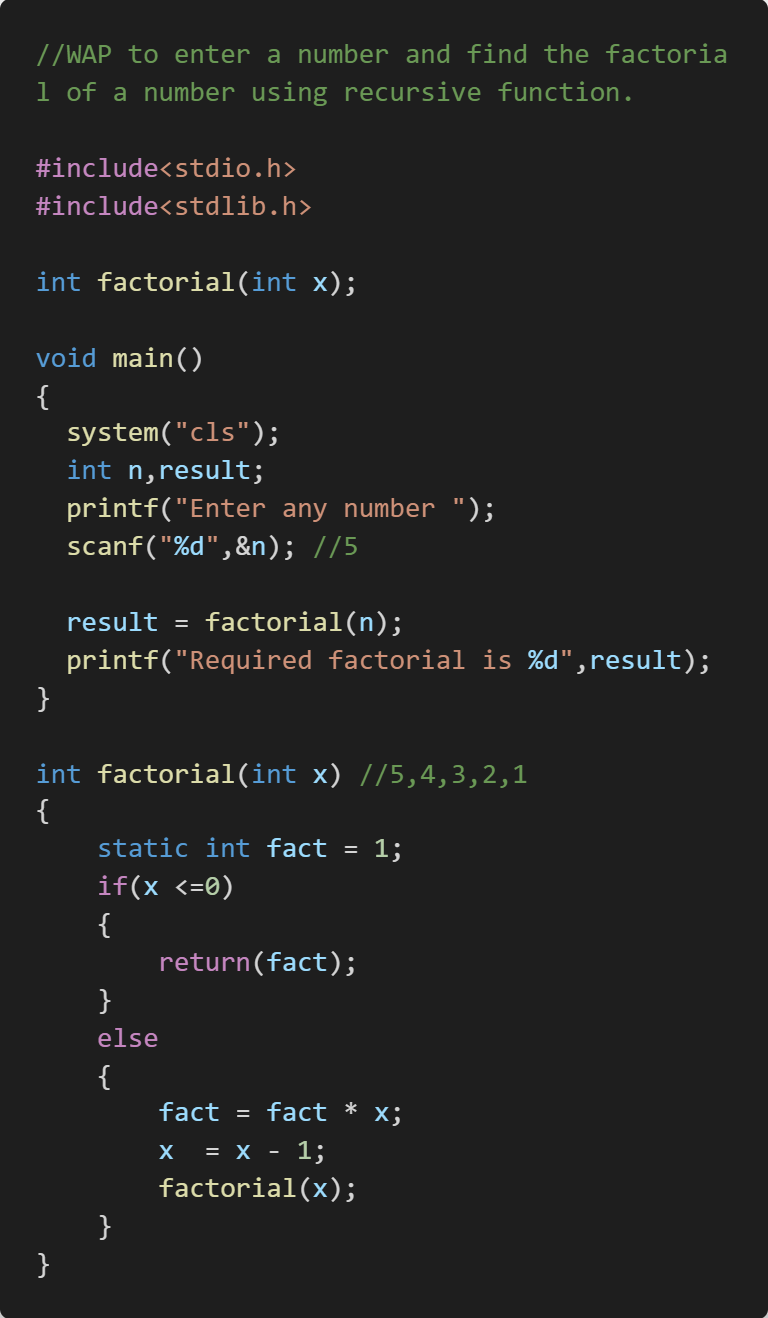 //WAP to enter a number and find the factoria
l of a number using recursive function.

#include<stdio.h>
#include<stdlib.h>

int factorial(int x);

void main()
{
  system("cls");
  int n,result;
  printf("Enter any number ");
  scanf("%d",&n); //5

  result = factorial(n);
  printf("Required factorial is %d",result);
}

int factorial(int x) //5,4,3,2,1
{
    static int fact = 1;
    if(x <=0)
    {
        return(fact);
    }
    else
    {
        fact = fact * x;
        x  = x - 1;
        factorial(x);
    }
}